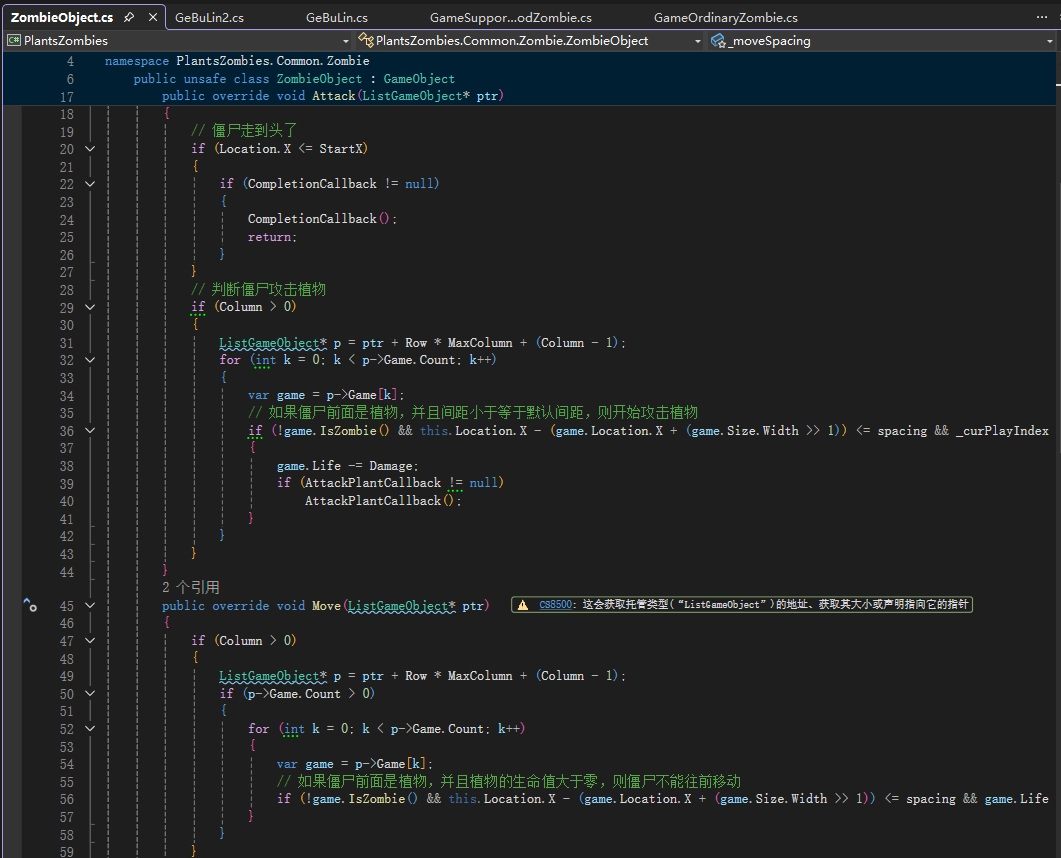 ZombieObject.cs GeBuLin2.cs GeBuLin.cs GameSuppor...odZombie.cs GameOrdinaryZombie.cs
C# PlantsZombies PlantsZombies.Common.Zombie.ZombieObject _moveSpacing
4 namespace PlantsZombies.Common.Zombie
6 public unsafe class ZombieObject : GameObject
17 public override void Attack(ListGameObject* ptr)
18 {
19 // 僵尸走到头了
20 if (Location.X <= StartX)
21 {
22 if (CompletionCallback != null)
23 {
24 CompletionCallback();
25 return;
26 }
27 }
28 // 判断僵尸攻击植物
29 if (Column > 0)
30 {
31 ListGameObject* p = ptr + Row * MaxColumn + (Column - 1);
32 for (int k = 0; k < p->Game.Count; k++)
33 {
34 var game = p->Game[k];
35 // 如果僵尸前面是植物，并且间距小于等于默认间距，则开始攻击植物
36 if (!game.IsZombie() && this.Location.X - (game.Location.X + (game.Size.Width >> 1)) <= spacing && _curPlayIndex
37 {
38 game.Life -= Damage;
39 if (AttackPlantCallback != null)
40 AttackPlantCallback();
41 }
42 }
43 }
44 }
2 个引用
45 public override void Move(ListGameObject* ptr) CS8500: 这会获取托管类型(“ListGameObject”)的地址、获取其大小或声明指向它的指针
46 {
47 if (Column > 0)
48 {
49 ListGameObject* p = ptr + Row * MaxColumn + (Column - 1);
50 if (p->Game.Count > 0)
51 {
52 for (int k = 0; k < p->Game.Count; k++)
53 {
54 var game = p->Game[k];
55 // 如果僵尸前面是植物，并且植物的生命值大于零，则僵尸不能往前移动
56 if (!game.IsZombie() && this.Location.X - (game.Location.X + (game.Size.Width >> 1)) <= spacing && game.Life
57 }
58 }
59 }